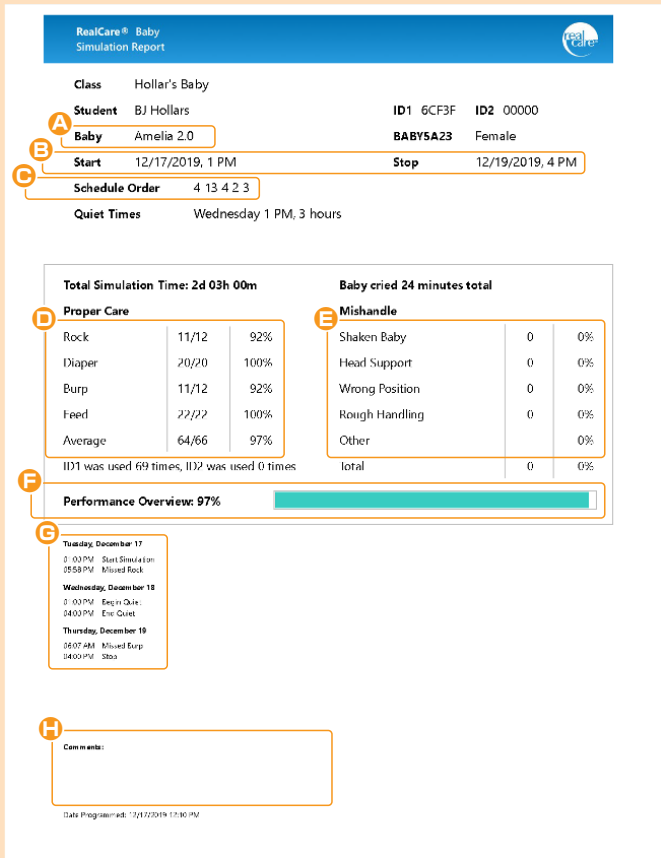 RealCare® Baby
Simulation Report
real care®
Class Hollar's Baby
Student BJ Hollars ID1 6CF3F ID2 00000
A
Baby Amelia 2.0 BABY5A23 Female
B
Start 12/17/2019, 1 PM Stop 12/19/2019, 4 PM
C
Schedule Order 4 13 4 2 3
Quiet Times Wednesday 1 PM, 3 hours
Total Simulation Time: 2d 03h 00m Baby cried 24 minutes total
Proper Care Mishandle
D E
Rock 11/12 92% Shaken Baby 0 0%
Diaper 20/20 100% Head Support 0 0%
Burp 11/12 92% Wrong Position 0 0%
Feed 22/22 100% Rough Handling 0 0%
Average 64/66 97% Other 0%
ID1 was used 69 times, ID2 was used 0 times Total 0 0%
F
Performance Overview: 97%
G
Tuesday, December 17
01:00 PM Start Simulation
05:58 PM Missed Rock
Wednesday, December 18
01:00 PM Begin Quiet
04:00 PM End Quiet
Thursday, December 19
06:07 AM Missed Burp
04:00 PM Stop
H
Comments:
Date Programmed: 12/17/2019 12:10 PM